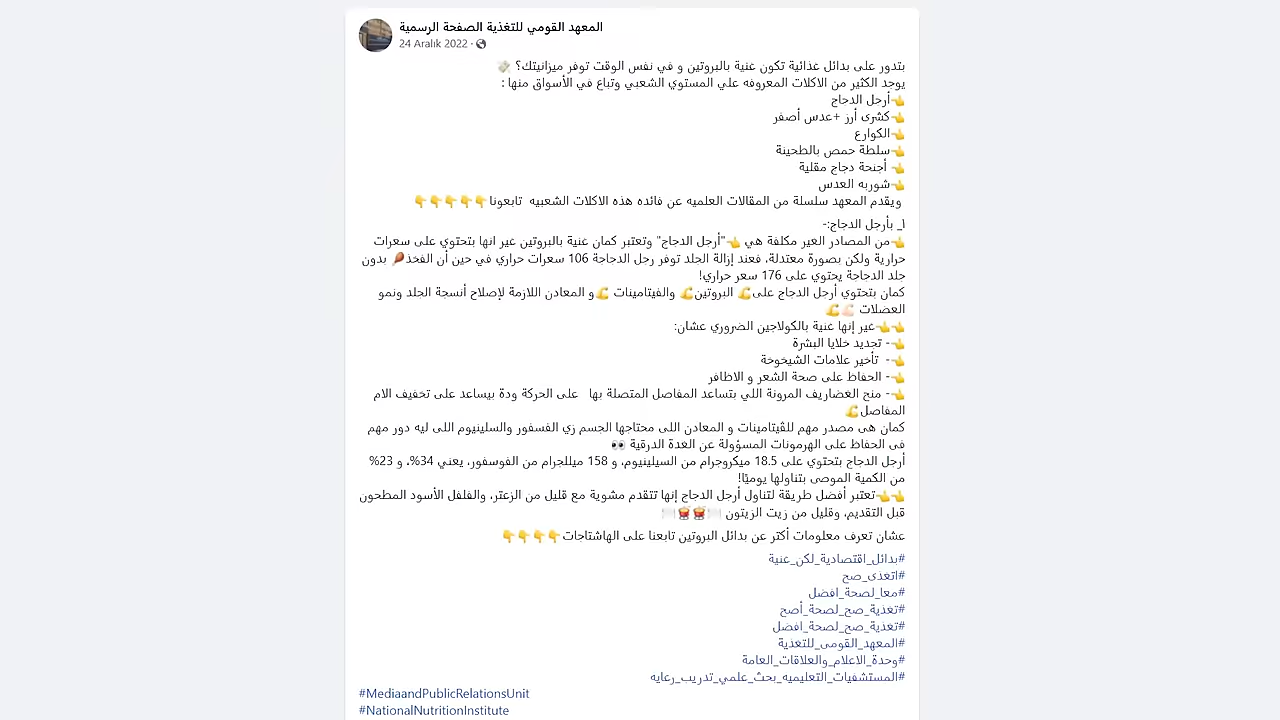 المعهد القومي للتغذية الصفحة الرسمية
24 Aralık 2022 ·
بتدور على بدائل غذائية تكون غنية بالبروتين و في نفس الوقت توفر ميزانيتك؟ 💸
يوجد الكثير من الاكلات المعروفه علي المستوي الشعبي وتباع في الأسواق منها :
👈أرجل الدجاج
👈كشرى أرز +عدس أصفر
👈الكوارع
👈سلطة حمص بالطحينة
👈 أجنحة دجاج مقلية
👈شوربه العدس
ويقدم المعهد سلسلة من المقالات العلميه عن فائده هذه الاكلات الشعبيه  تابعونا👇👇👇👇👇
ا_ بأرجل الدجاج:-
👈من المصادر الغير مكلفة هي 👈"أرجل الدجاج" وتعتبر كمان غنية بالبروتين غير انها بتحتوي على سعرات
حرارية ولكن بصورة معتدلة، فعند إزالة الجلد توفر رجل الدجاجة 106 سعرات حراري في حين أن الفخذ🍗 بدون
جلد الدجاجة يحتوي على 176 سعر حراري!
كمان بتحتوي أرجل الدجاج على💪 البروتين💪 والفيتامينات 💪و المعادن اللازمة لإصلاح أنسجة الجلد ونمو
العضلات 💪🏻💪
👈👈غير إنها غنية بالكولاجين الضروري عشان:
👈- تجديد خلايا البشرة
👈-  تأخير علامات الشيخوخة
👈- الحفاظ على صحة الشعر و الاظافر
👈- منح الغضاريف المرونة اللي بتساعد المفاصل المتصلة بها   على الحركة ودة بيساعد على تخفيف الام
المفاصل💪
كمان هى مصدر مهم للڤيتامينات و المعادن اللى محتاجها الجسم زي الفسفور والسلينيوم اللى ليه دور مهم
فى الحفاظ على الهرمونات المسؤولة عن الغدة الدرقية 👀
أرجل الدجاج بتحتوي على 18.5 ميكروجرام من السيلينيوم، و 158 ميللجرام من الفوسفور، يعني 34%، و 23%
من الكمية الموصى بتناولها يوميًا!
👈👈تعتبر أفضل طريقة لتناول أرجل الدجاج إنها تتقدم مشوية مع قليل من الزعتر، والفلفل الأسود المطحون
قبل التقديم، وقليل من زيت الزيتون 🍽🍟🍟🍽
عشان تعرف معلومات أكتر عن بدائل البروتين تابعنا على الهاشتاجات👇👇👇👇
#بدائل_اقتصادية_لكن_غنية
#اتغذى_صح
#معا_لصحة_افضل
#تغذية_صح_لصحة_أصح
#تغذية_صح_لصحة_افضل
#المعهد_القومى_للتغذية
#وحدة_الاعلام_والعلاقات_العامة
#المستشفيات_التعليميه_بحث_علمي_تدريب_رعايه
#MediaandPublicRelationsUnit
#NationalNutritionInstitute